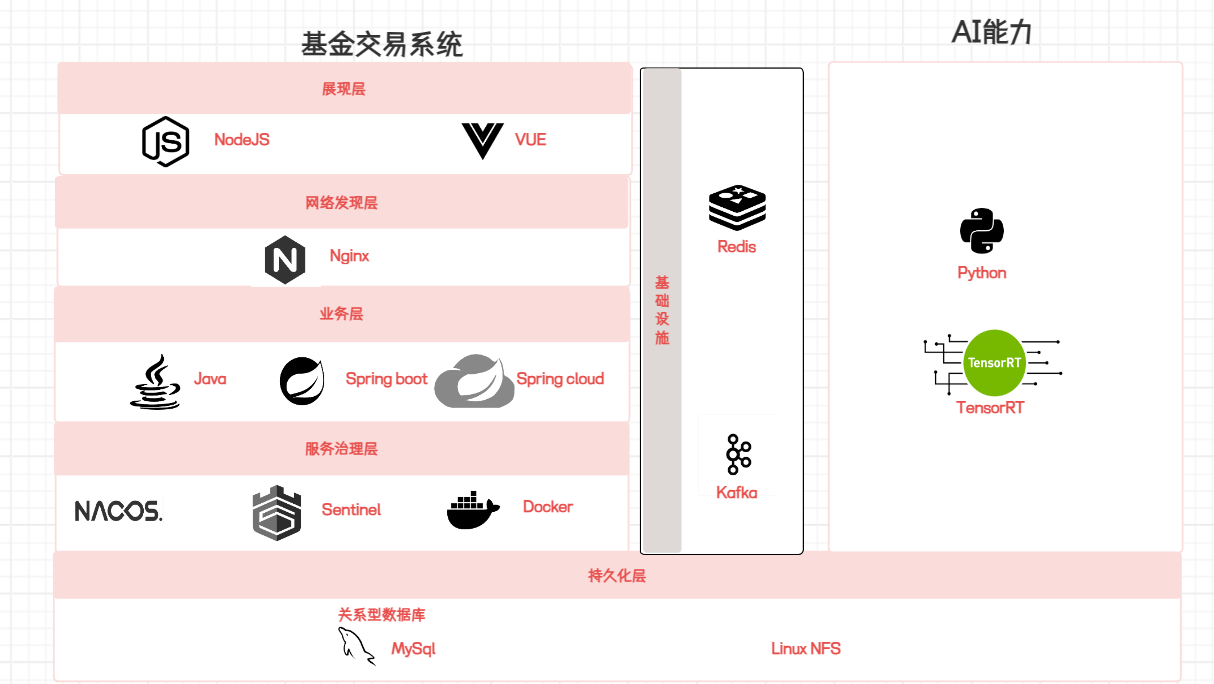 基金交易系统
AI能力
展现层
NodeJS
VUE
网络发现层
Nginx
业务层
Java
Spring boot
Spring cloud
服务治理层
NACOS.
Sentinel
Docker
基础设施
Redis
Kafka
Python
TensorRT
TensorRT
持久化层
关系型数据库
MySql
Linux NFS